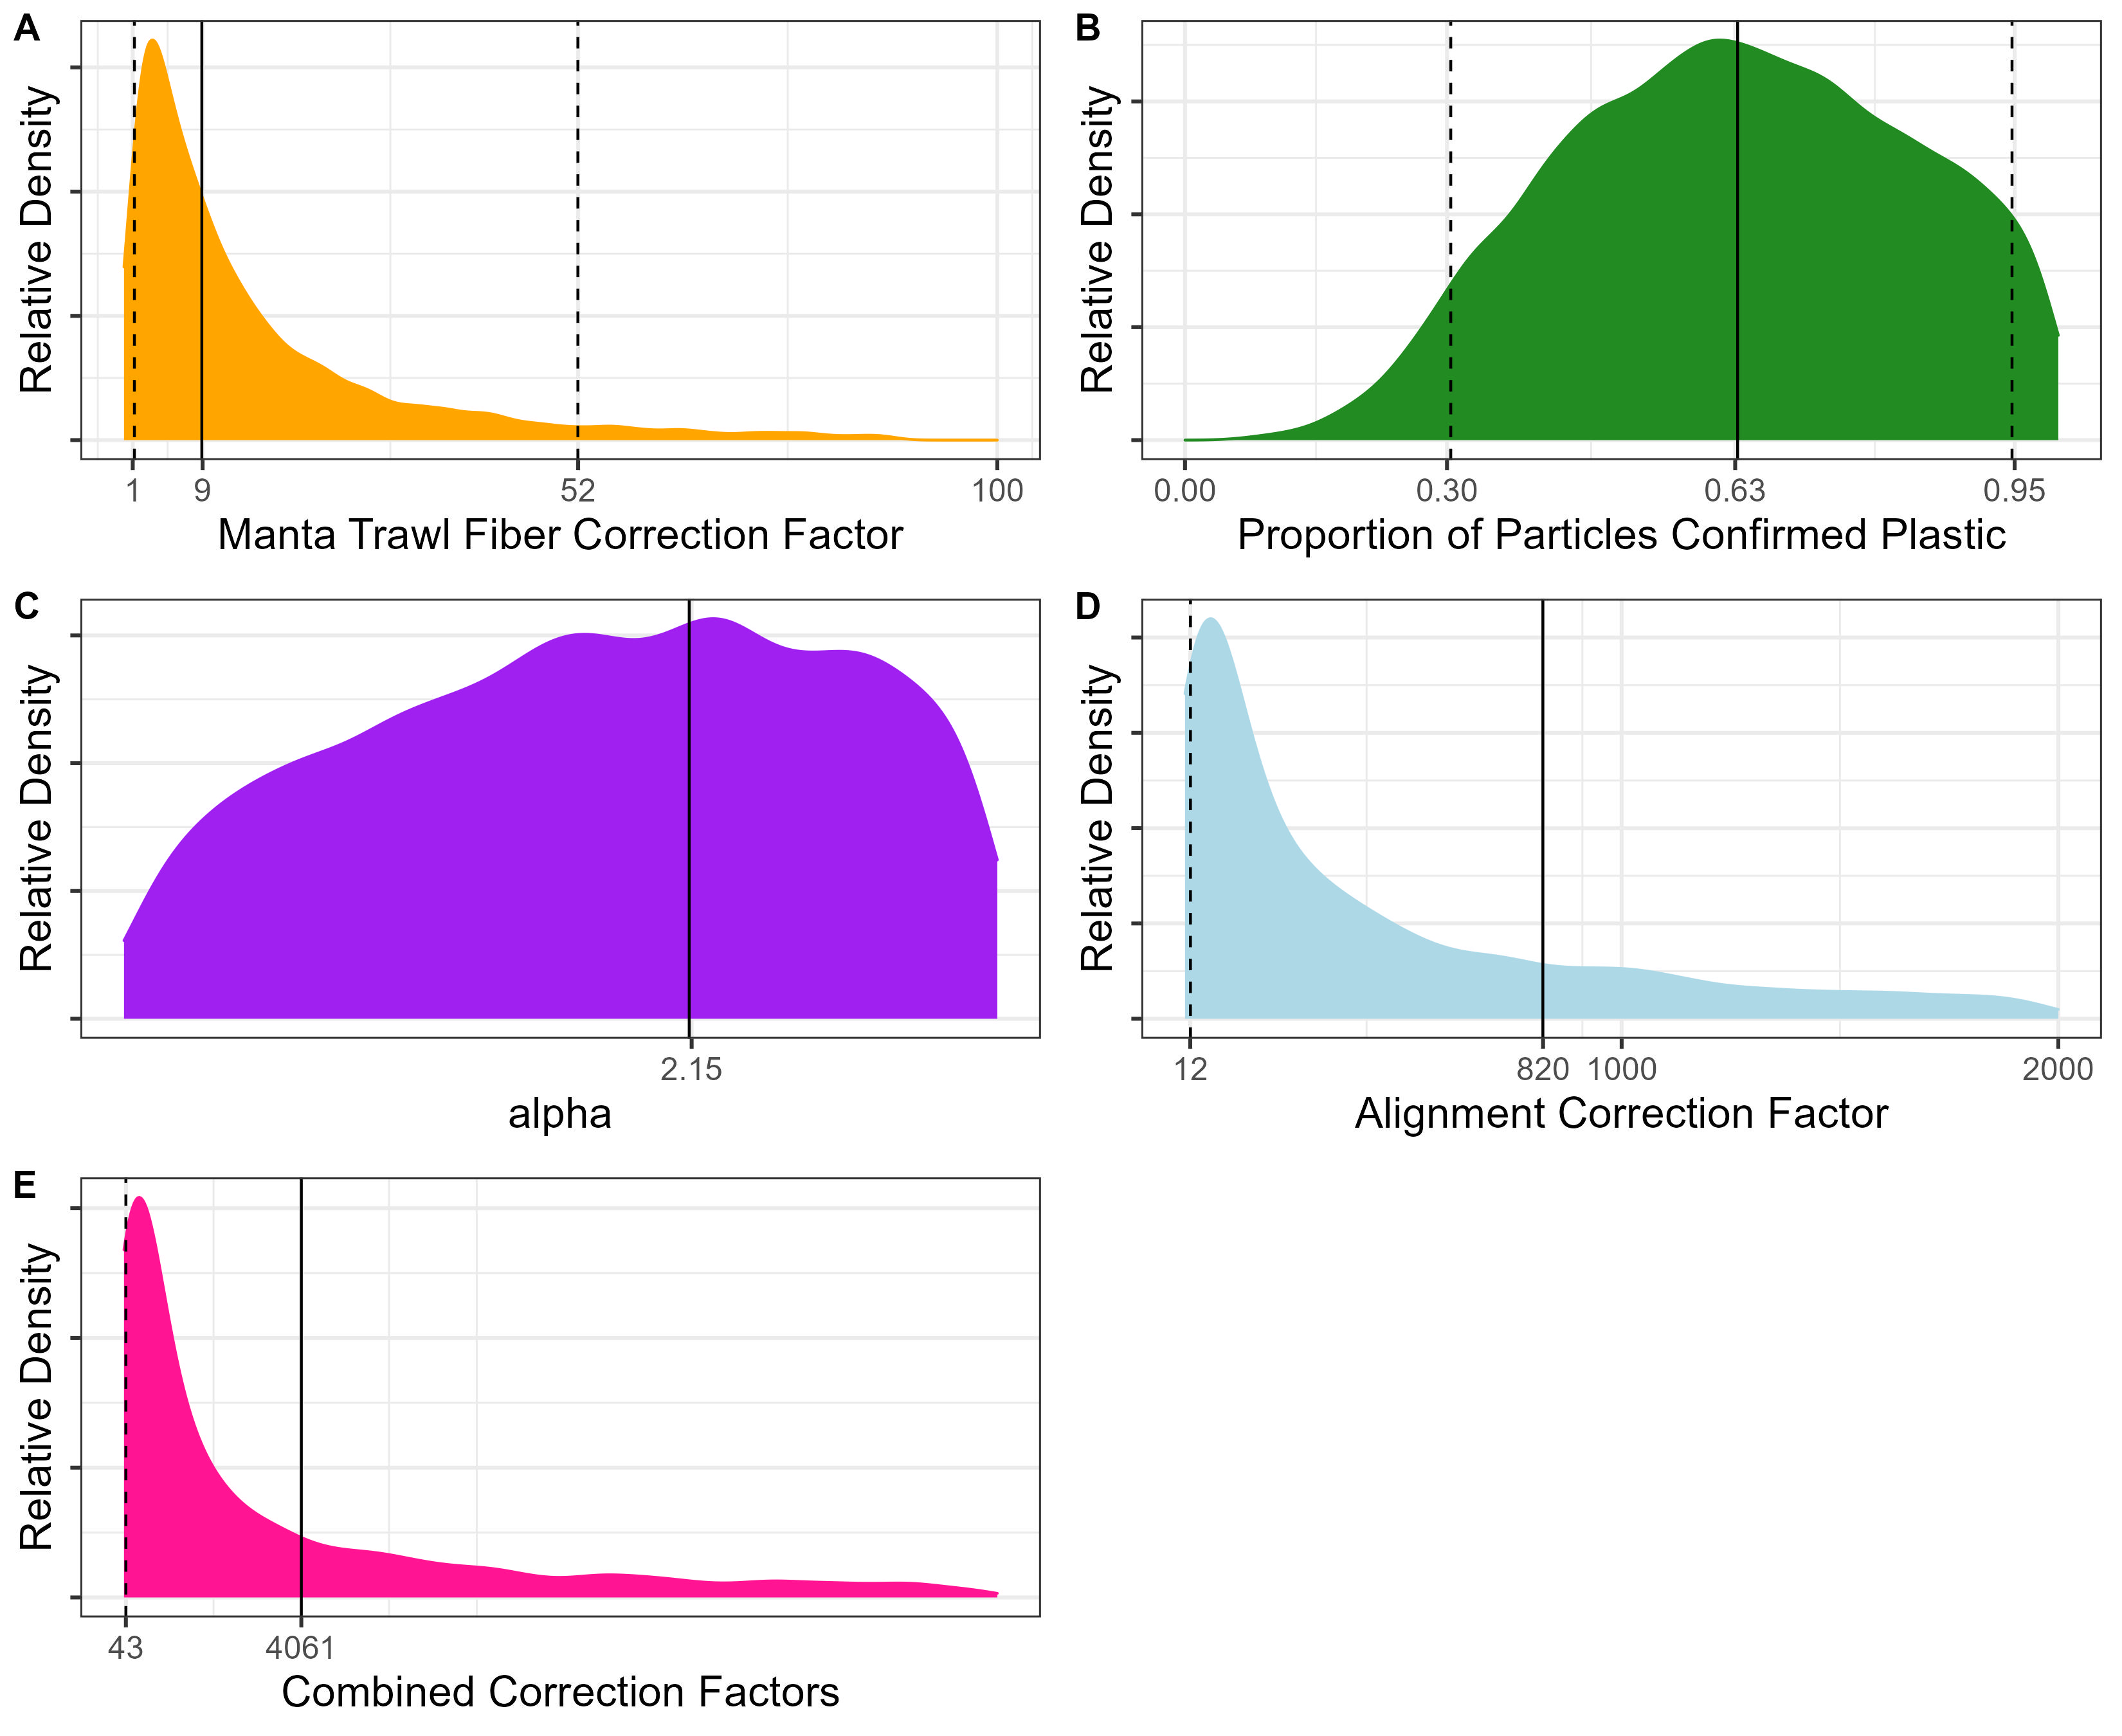 A
Relative Density
1 9 52 100
Manta Trawl Fiber Correction Factor
B
Relative Density
0.00 0.30 0.63 0.95
Proportion of Particles Confirmed Plastic
C
Relative Density
2.15
alpha
D
Relative Density
12 820 1000 2000
Alignment Correction Factor
E
Relative Density
43 4061
Combined Correction Factors